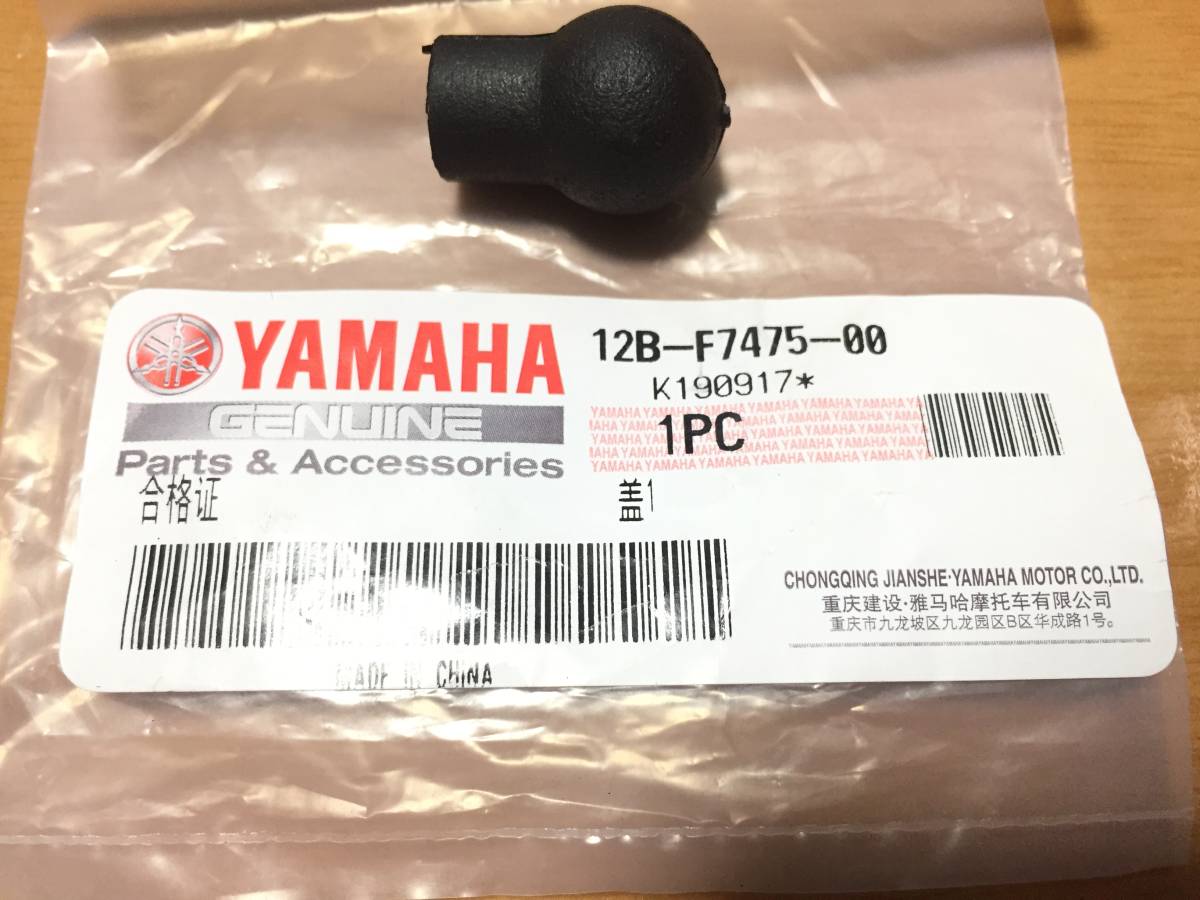 YAMAHA
GENUINE
Parts & Accessories
12B-F7475-00
K190917*
YAMAHA YAMAHA YAMAHA YAMAHA YAMAHA YAMAHA
1PC
合格证
盖1
CHONGQING JIANSHE·YAMAHA MOTOR CO.,LTD.
重庆建设·雅马哈摩托车有限公司
重庆市九龙坡区九龙园区B区华成路1号。
MADE IN CHINA